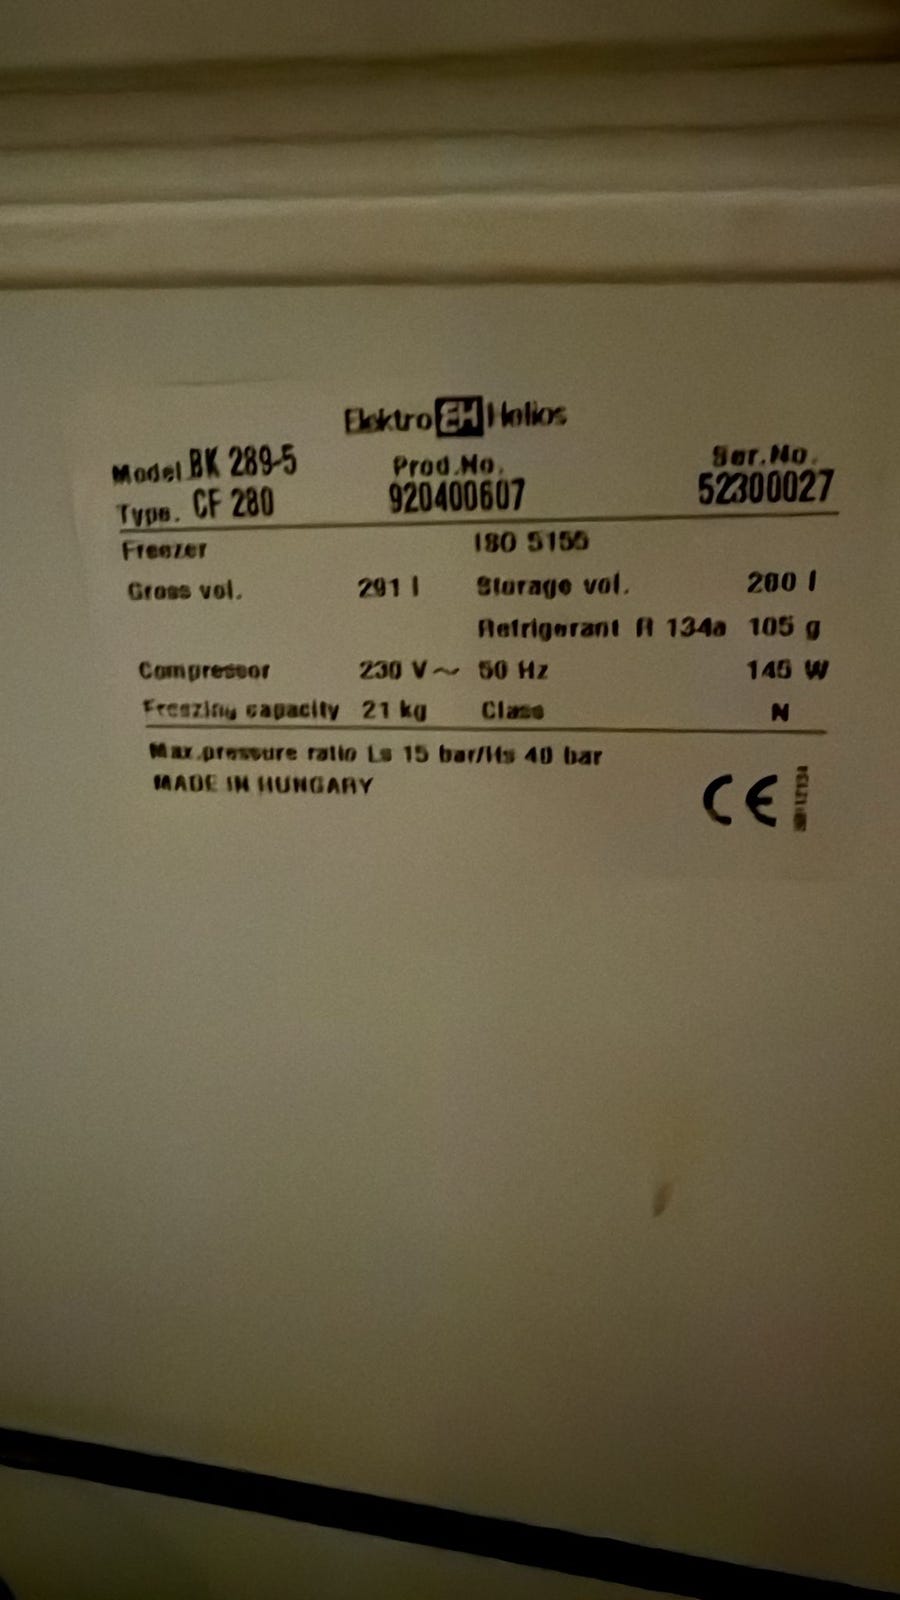 Elektro EH Helios
Model BK 289-5 Prod.No. Ser.No.
Type. CF 280 920400607 52300027
Freezer ISO 5155
Gross vol. 291 l Storage vol. 280 l
Refrigerant R 134a 105 g
Compressor 230 V~ 50 Hz 145 W
Freezing capacity 21 kg Class N
Max.pressure ratio Ls 15 bar/Hs 40 bar
MADE IN HUNGARY
CE